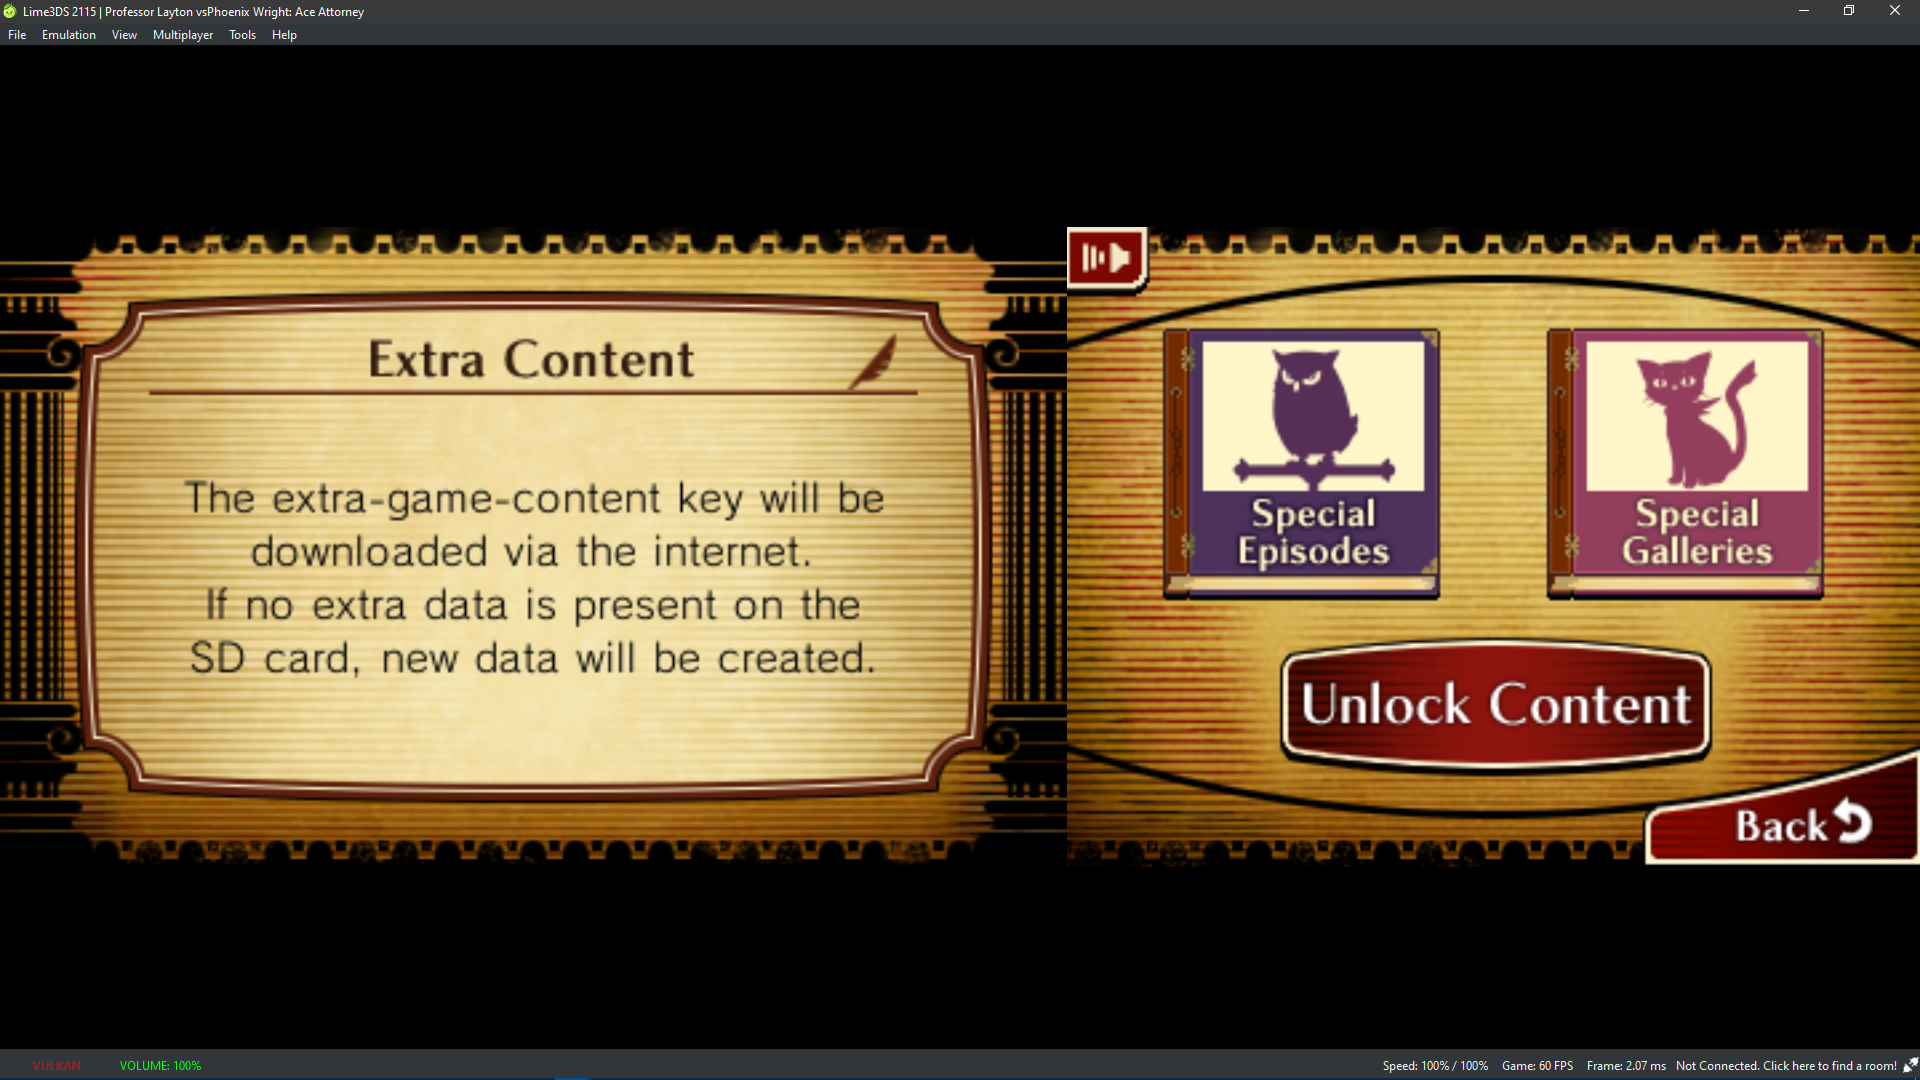 Lime3DS 2115 | Professor Layton vsPhoenix Wright: Ace Attorney
File Emulation View Multiplayer Tools Help
Extra Content
The extra-game-content key will be
downloaded via the internet.
If no extra data is present on the
SD card, new data will be created.
Special
Episodes
Special
Galleries
Unlock Content
Back
VULKAN VOLUME: 100% Speed: 100% / 100% Game: 60 FPS Frame: 2.07 ms Not Connected. Click here to find a room!